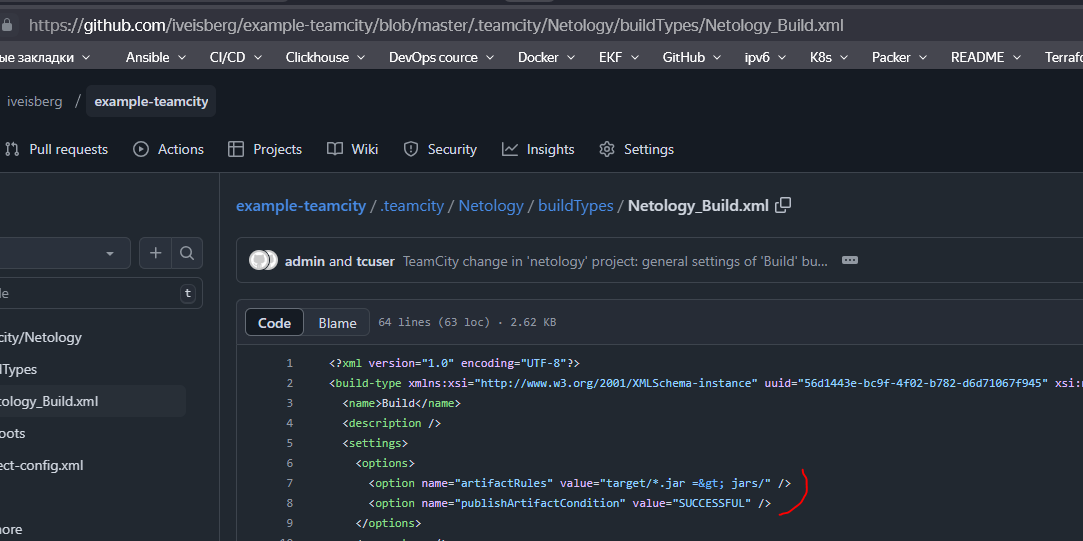 https://github.com/iveisberg/example-teamcity/blob/master/.teamcity/Netology/buildTypes/Netology_Build.xml
ые закладки Ansible CI/CD Clickhouse DevOps cource Docker EKF GitHub ipv6 K8s Packer README Terrafo
iveisberg / example-teamcity
Pull requests Actions Projects Wiki Security Insights Settings
example-teamcity / .teamcity / Netology / buildTypes / Netology_Build.xml
admin and tcuser TeamCity change in 'netology' project: general settings of 'Build' bu...
le t
Code Blame 64 lines (63 loc) · 2.62 KB
city/Netology
dTypes
tology_Build.xml
oots
ect-config.xml
ore
1 <?xml version="1.0" encoding="UTF-8"?>
2 <build-type xmlns:xsi="http://www.w3.org/2001/XMLSchema-instance" uuid="56d1443e-bc9f-4f02-b782-d6d71067f945" xsi:n
3 <name>Build</name>
4 <description />
5 <settings>
6 <options>
7 <option name="artifactRules" value="target/*.jar =&gt; jars/" />
8 <option name="publishArtifactCondition" value="SUCCESSFUL" />
9 </options>